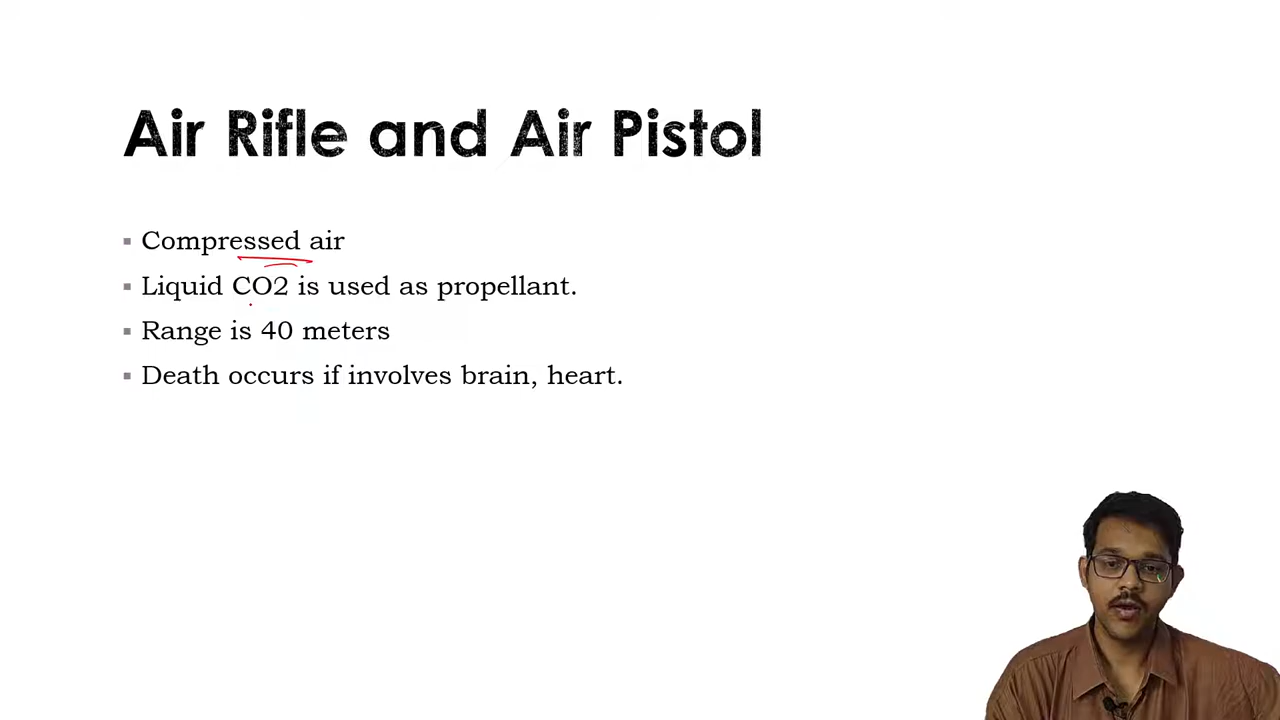 Air Rifle and Air Pistol
Compressed air
Liquid CO2 is used as propellant.
Range is 40 meters
Death occurs if involves brain, heart.